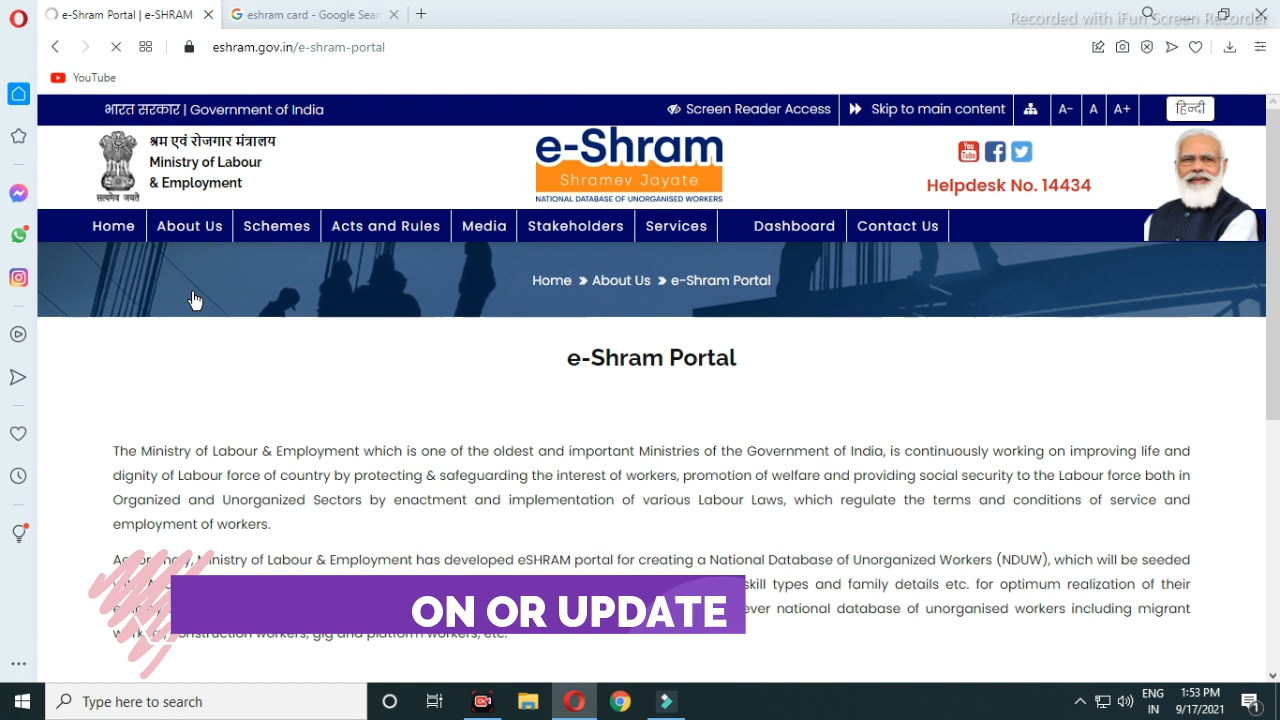 e-Shram Portal | e-SHRAM
eshram card - Google Sear
Recorded with iFun Screen Recorder
eshram.gov.in/e-shram-portal
YouTube
भारत सरकार | Government of India
Screen Reader Access
Skip to main content
A-
A
A+
हिन्दी
श्रम एवं रोजगार मंत्रालय
Ministry of Labour
& Employment
सत्यमेव जयते
e-Shram
Shramev Jayate
NATIONAL DATABASE OF UNORGANISED WORKERS
You Tube
Helpdesk No. 14434
Home
About Us
Schemes
Acts and Rules
Media
Stakeholders
Services
Dashboard
Contact Us
Home » About Us » e-Shram Portal
e-Shram Portal
The Ministry of Labour & Employment which is one of the oldest and important Ministries of the Government of India, is continuously working on improving life and
dignity of Labour force of country by protecting & safeguarding the interest of workers, promotion of welfare and providing social security to the Labour force both in
Organized and Unorganized Sectors by enactment and implementation of various Labour Laws, which regulate the terms and conditions of service and
employment of workers.
Ministry of Labour & Employment has developed eSHRAM portal for creating a National Database of Unorganized Workers (NDUW), which will be seeded
skill types and family details etc. for optimum realization of their
national database of unorganised workers including migrant
construction workers, gig and platform workers, etc.
ON OR UPDATE
Type here to search
ENG
IN
1:53 PM
9/17/2021
1